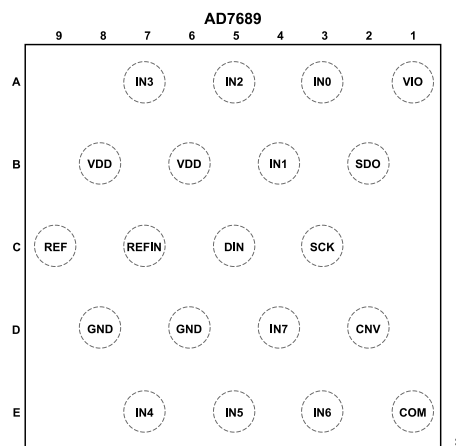 AD7689
9 8 7 6 5 4 3 2 1
A IN3 IN2 IN0 VIO
B VDD VDD IN1 SDO
C REF REFIN DIN SCK
D GND GND IN7 CNV
E IN4 IN5 IN6 COM